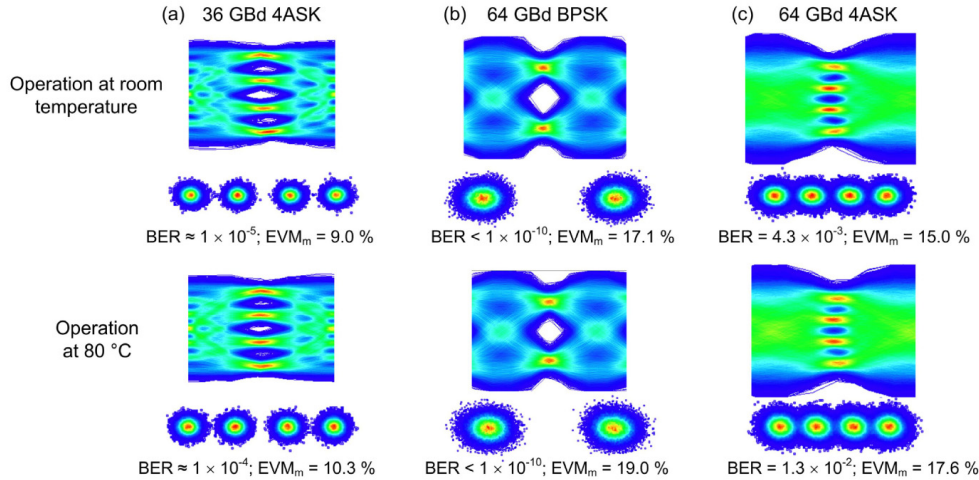 (a) 36 GBd 4ASK
(b) 64 GBd BPSK
(c) 64 GBd 4ASK
Operation at room
temperature
BER ≈ 1 × 10⁻⁵; EVMₘ = 9.0 %
BER < 1 × 10⁻¹⁰; EVMₘ = 17.1 %
BER = 4.3 × 10⁻³; EVMₘ = 15.0 %
Operation
at 80 °C
BER ≈ 1 × 10⁻⁴; EVMₘ = 10.3 %
BER < 1 × 10⁻¹⁰; EVMₘ = 19.0 %
BER = 1.3 × 10⁻²; EVMₘ = 17.6 %